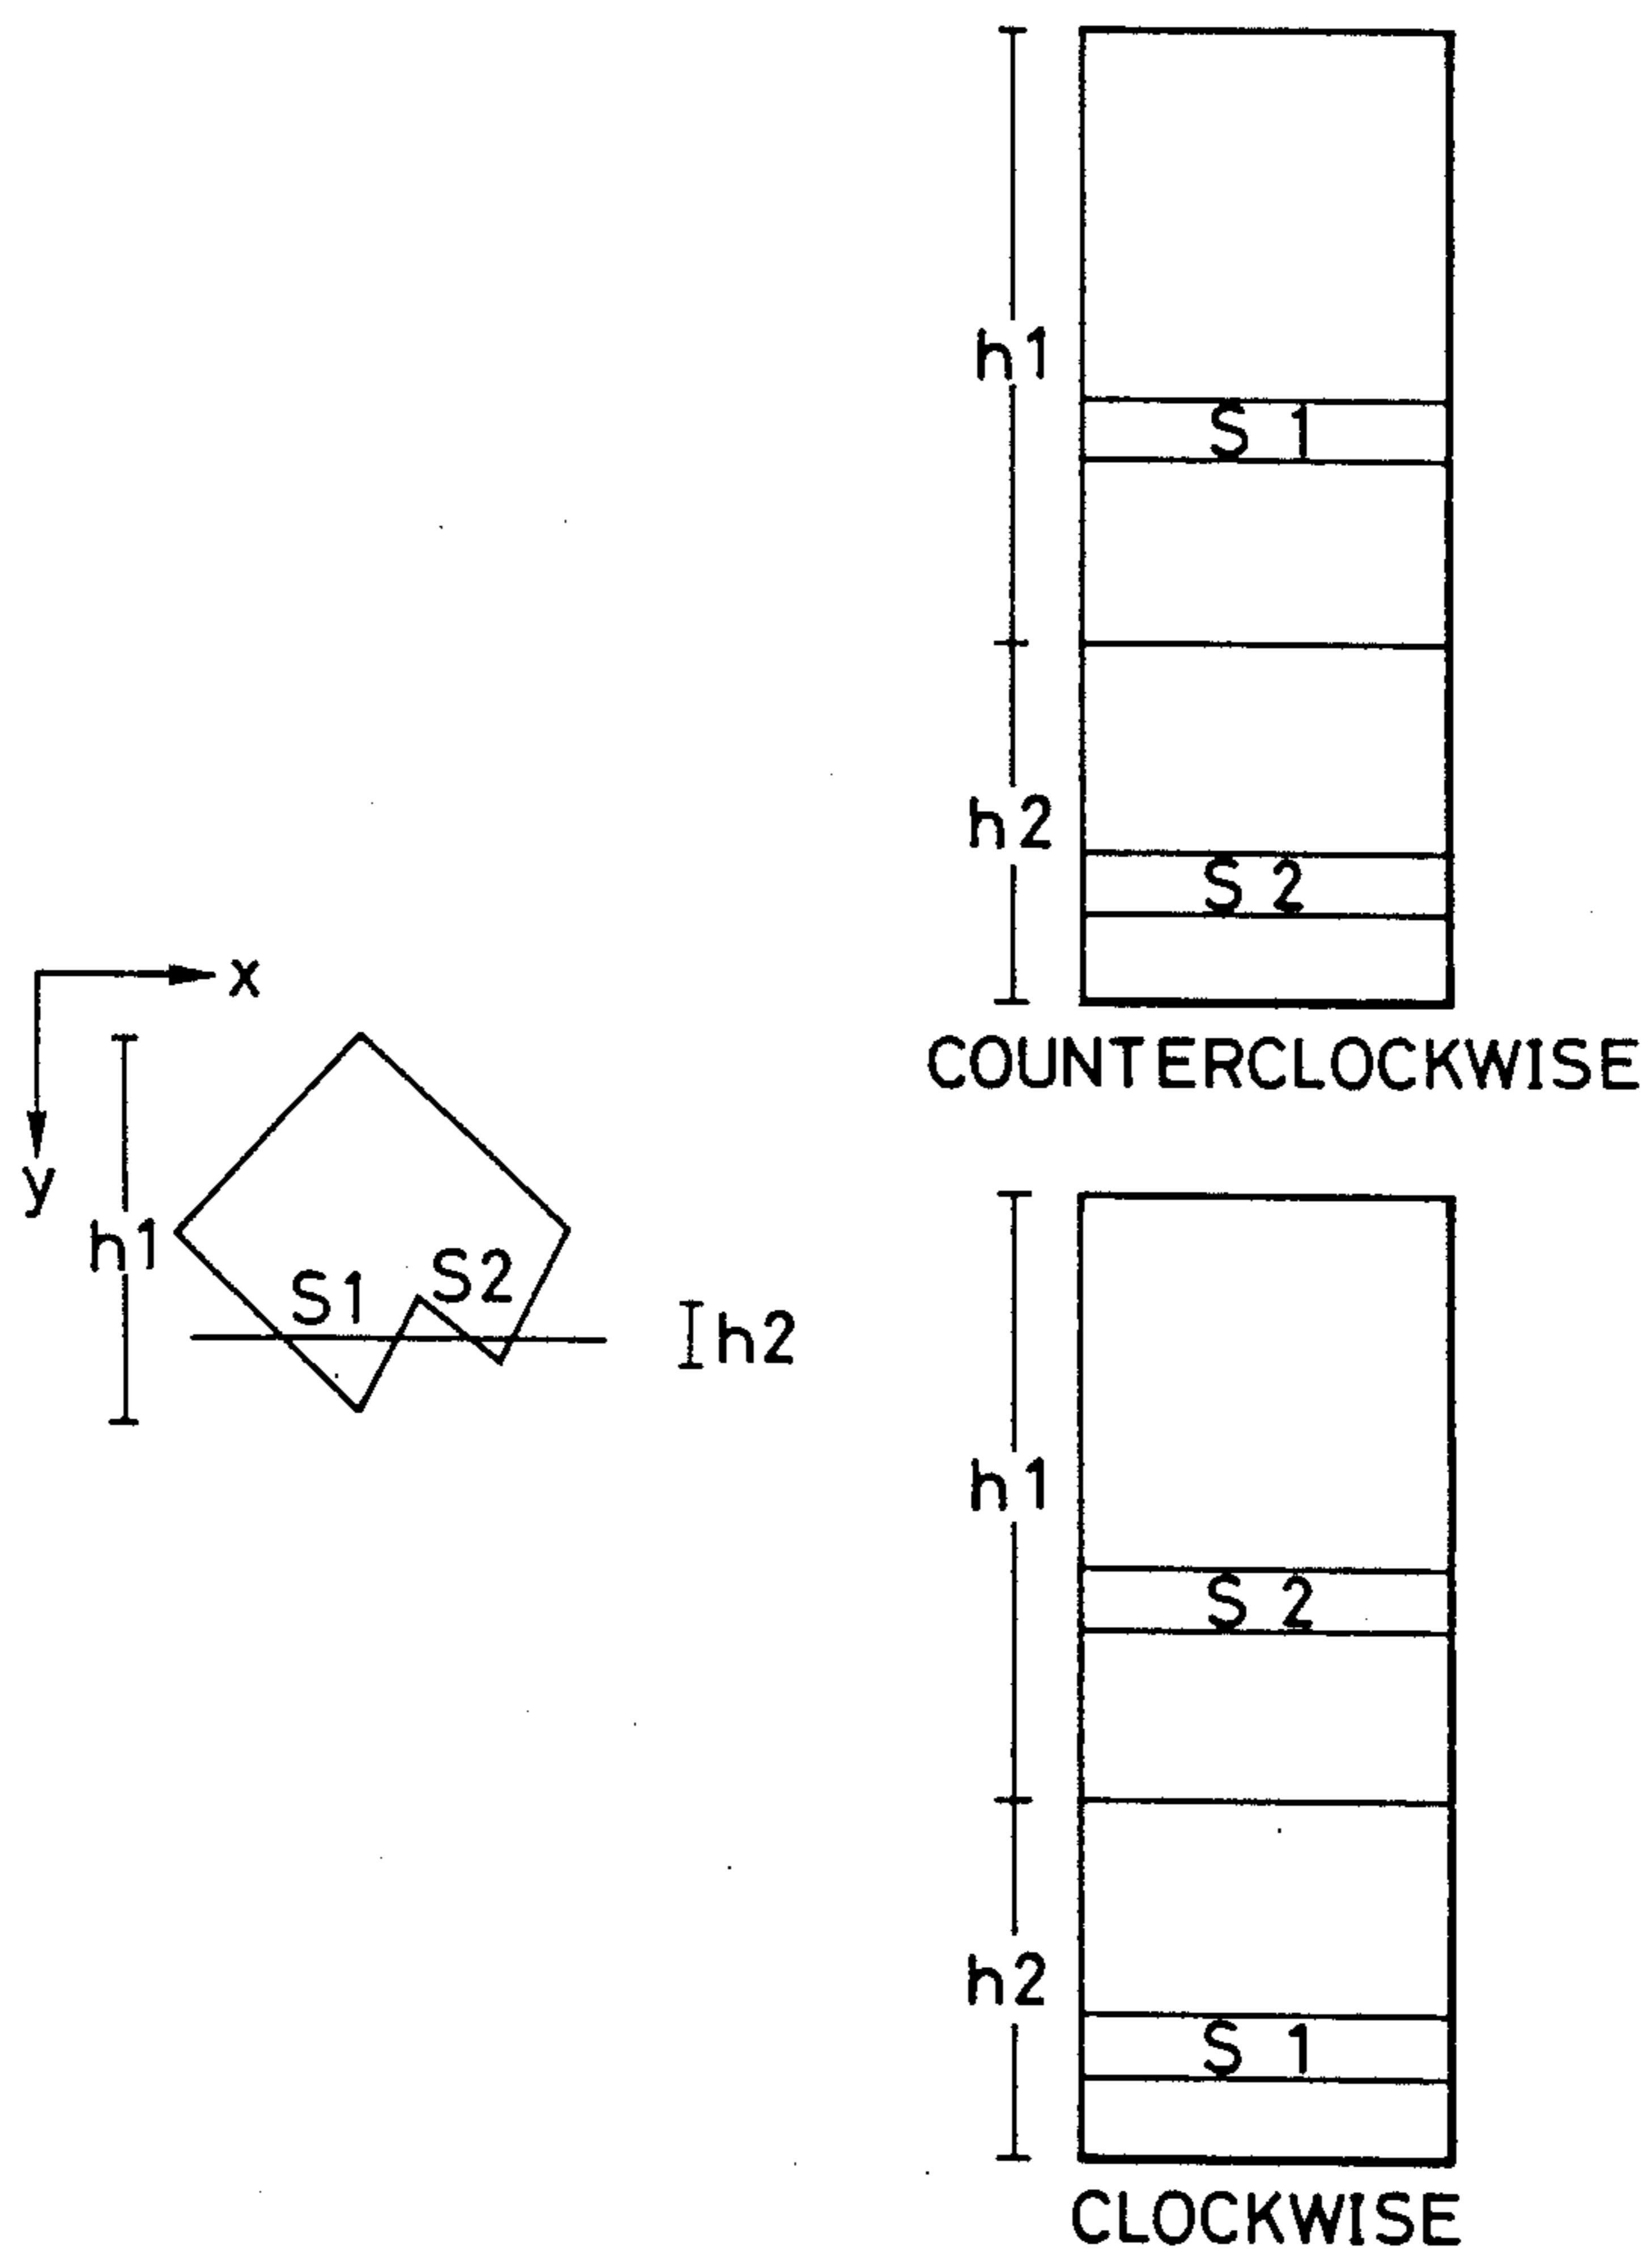 x
y
h1
S1
S2
h2
h1
S 1
h2
S 2
COUNTERCLOCKWISE
h1
S 2
h2
S 1
CLOCKWISE